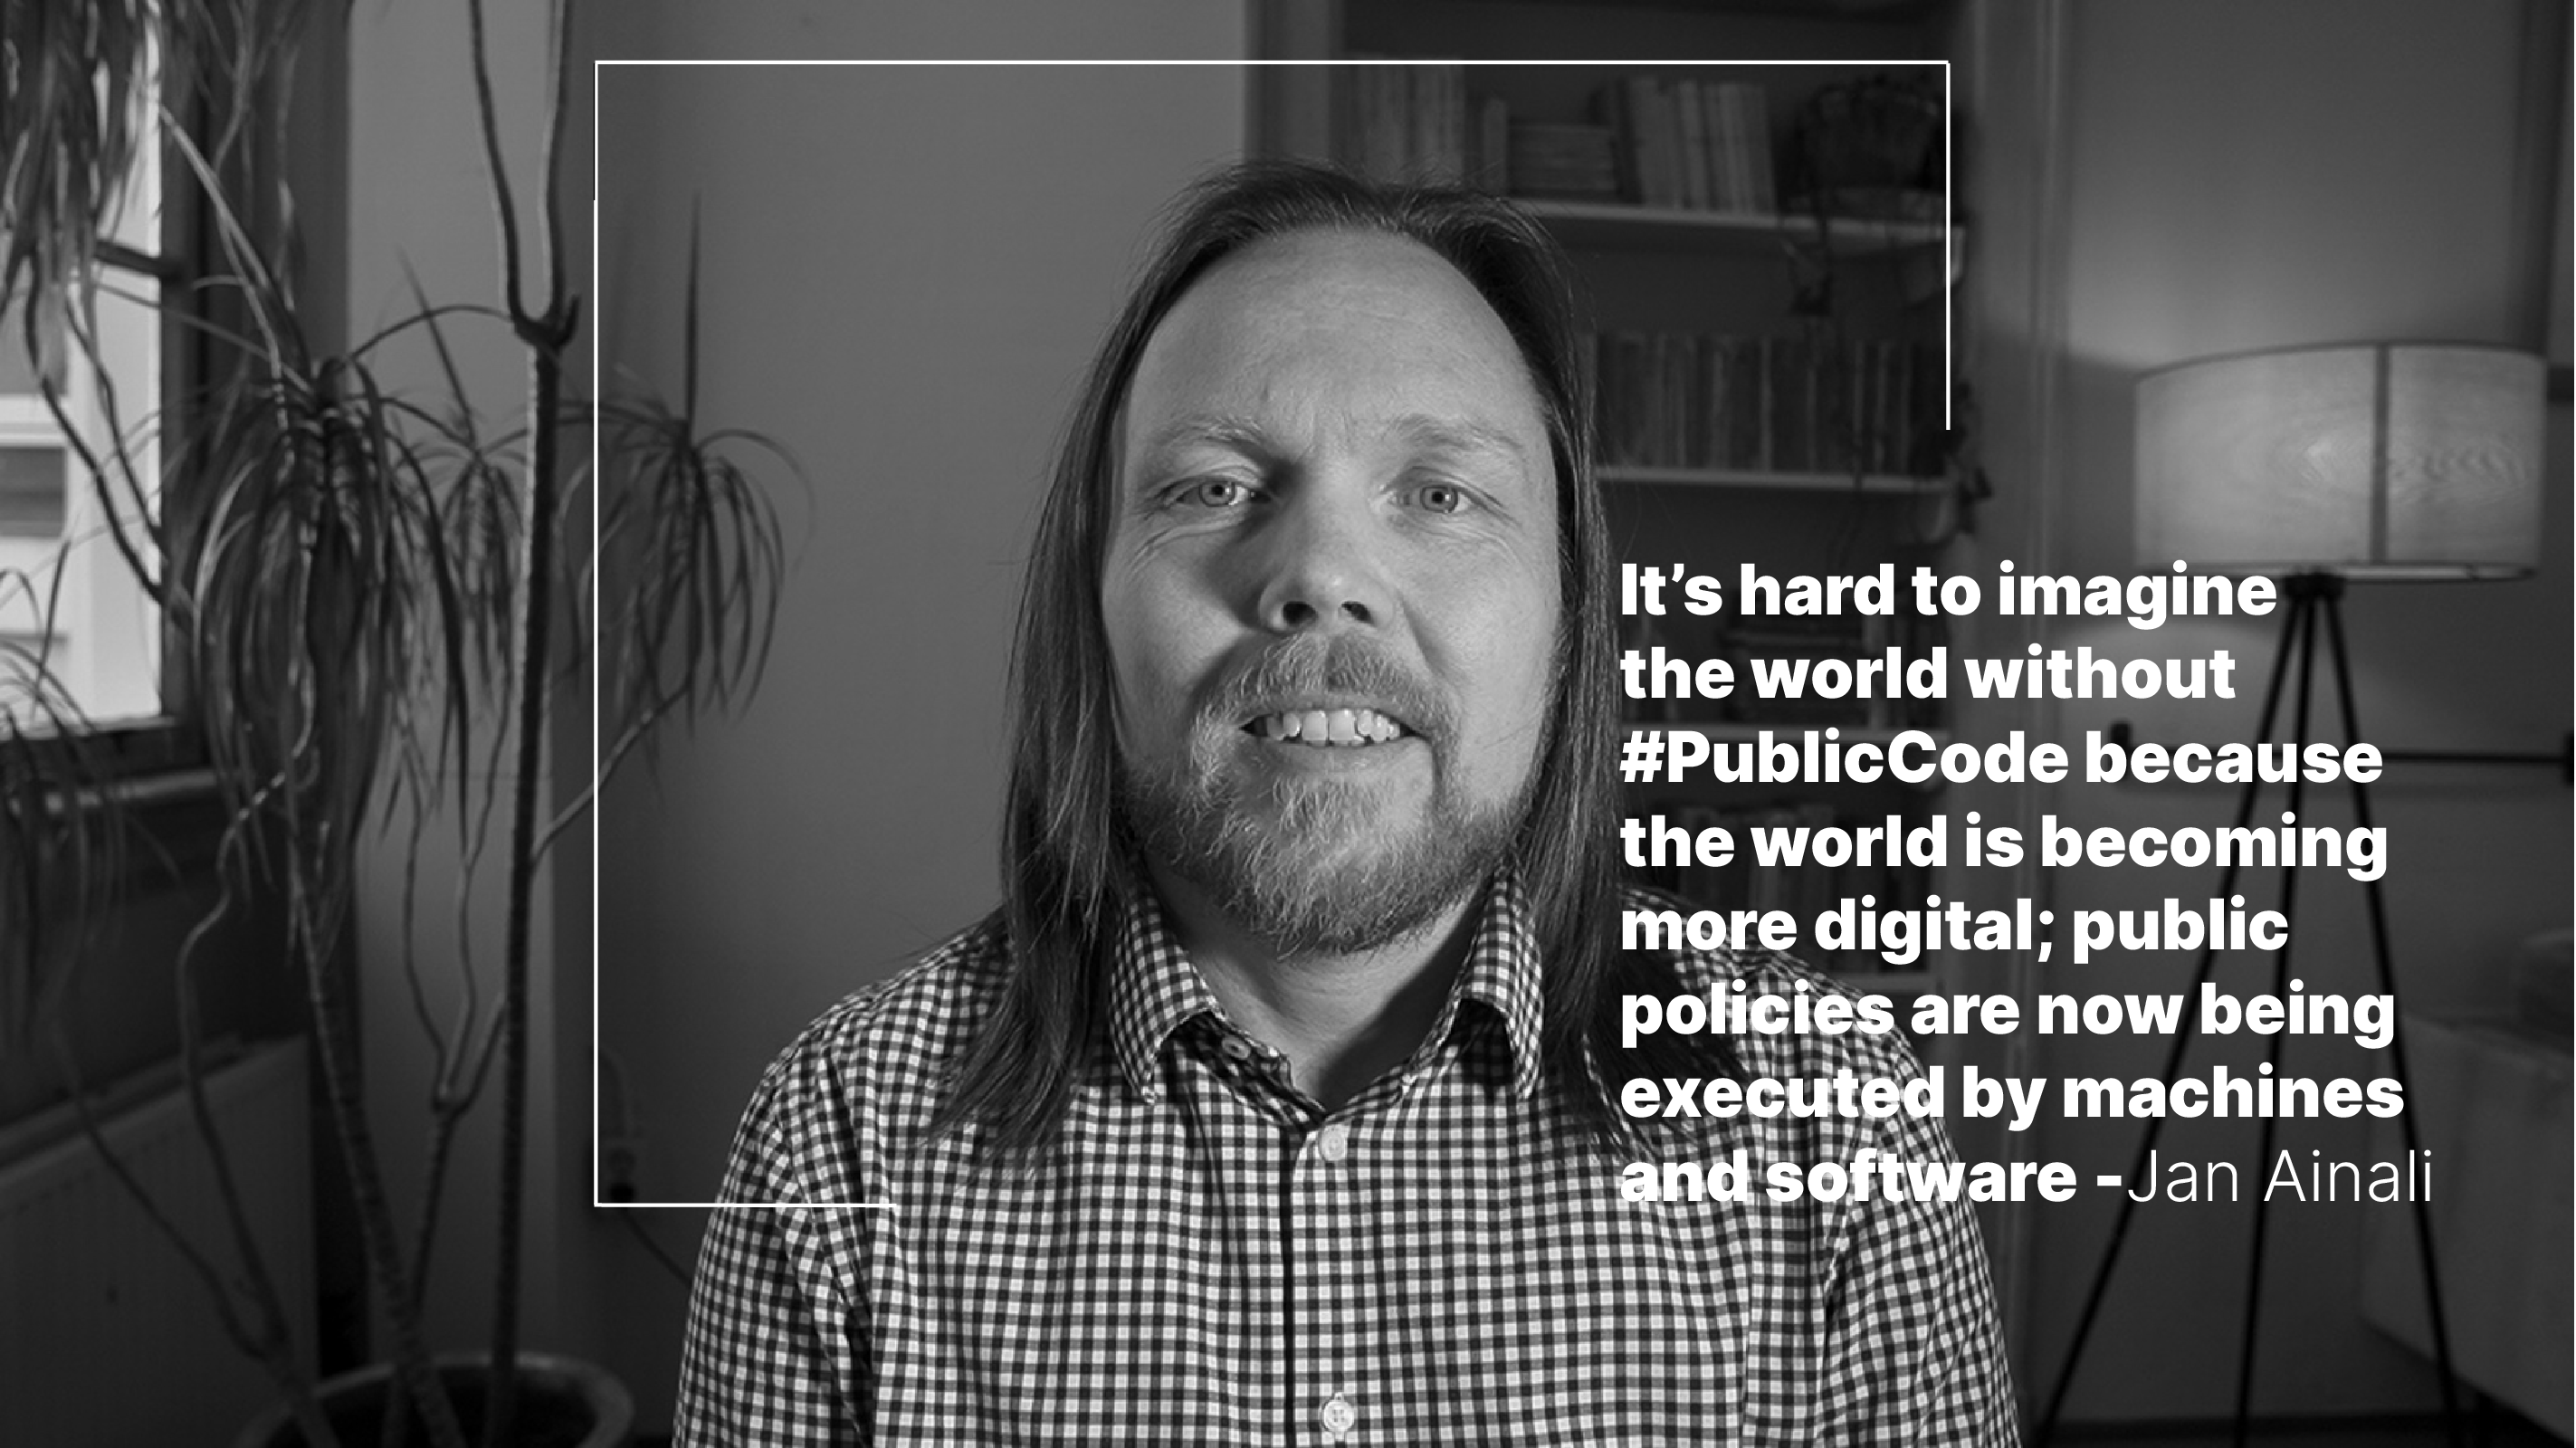 It’s hard to imagine
the world without
#PublicCode because
the world is becoming
more digital; public
policies are now being
executed by machines
and software -Jan Ainali